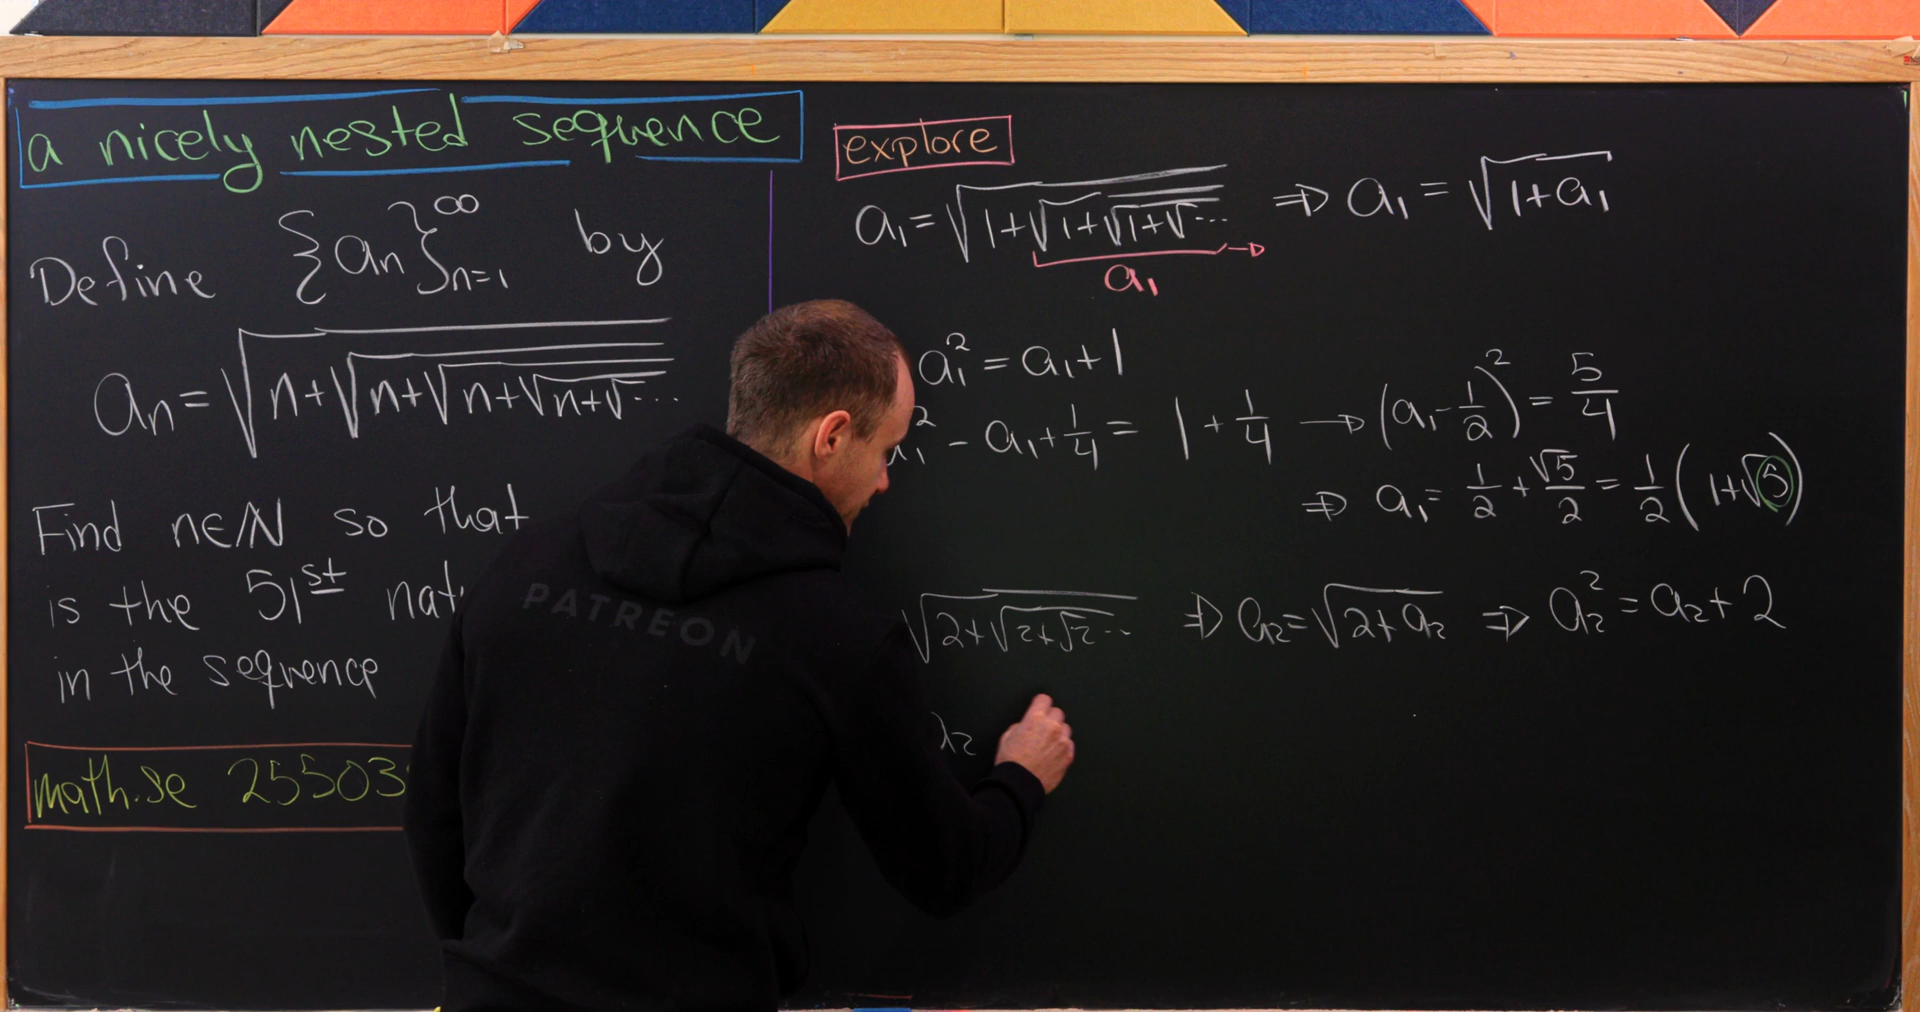 a nicely nested sequence
Define {aₙ}ₙ₌₁^∞ by
aₙ = √(n+√(n+√(n+√(n+√⋯
Find n∈ℕ so that
is the 51st
in the sequence
math.se 25503
explore
a₁ = √(1+√(1+√(1+√⋯ ⇒ a₁ = √(1+a₁)
a₁
a₁² = a₁+1
₁² - a₁ + 1/4 = 1 + 1/4 → (a₁ - 1/2)² = 5/4
⇒ a₁ = 1/2 + √5/2 = 1/2(1+√5)
√(2+√(2+√2⋯ ⇒ a₂ = √(2+a₂) ⇒ a₂² = a₂+2
PATREON